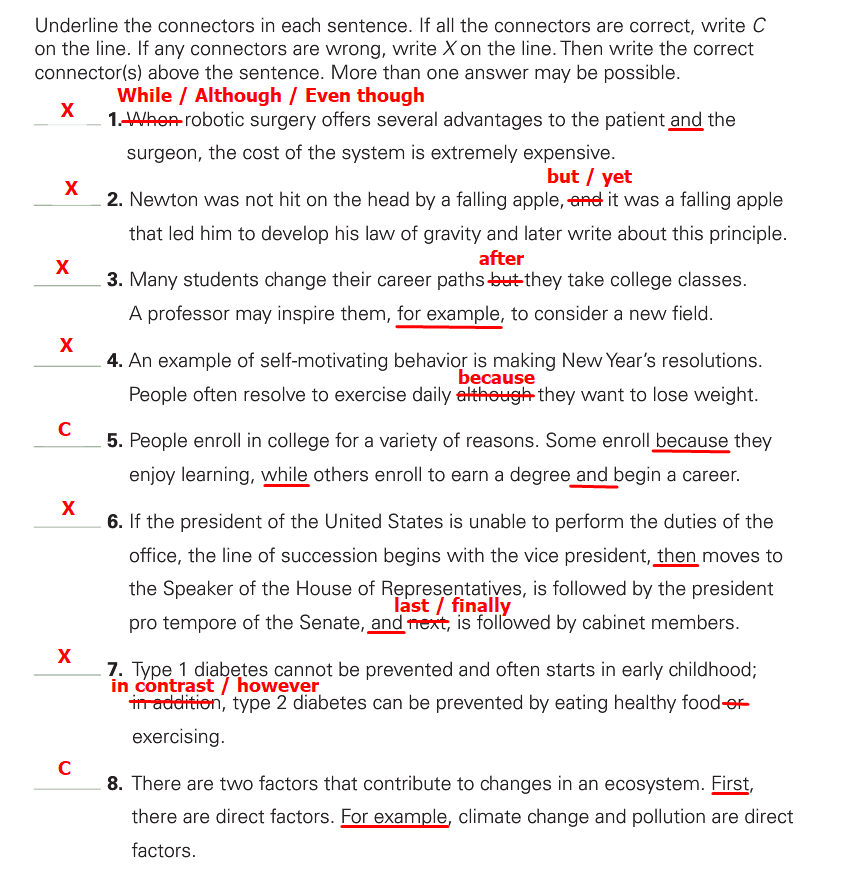 Underline the connectors in each sentence. If all the connectors are correct, write C
on the line. If any connectors are wrong, write X on the line. Then write the correct
connector(s) above the sentence. More than one answer may be possible.
While / Although / Even though
X 1. When robotic surgery offers several advantages to the patient and the
surgeon, the cost of the system is extremely expensive.
but / yet
X 2. Newton was not hit on the head by a falling apple, and it was a falling apple
that led him to develop his law of gravity and later write about this principle.
after
X 3. Many students change their career paths but they take college classes.
A professor may inspire them, for example, to consider a new field.
X 4. An example of self-motivating behavior is making New Year's resolutions.
because
People often resolve to exercise daily although they want to lose weight.
C 5. People enroll in college for a variety of reasons. Some enroll because they
enjoy learning, while others enroll to earn a degree and begin a career.
X 6. If the president of the United States is unable to perform the duties of the
office, the line of succession begins with the vice president, then moves to
the Speaker of the House of Representatives, is followed by the president
last / finally
pro tempore of the Senate, and next, is followed by cabinet members.
X 7. Type 1 diabetes cannot be prevented and often starts in early childhood;
in contrast / however
in addition, type 2 diabetes can be prevented by eating healthy food or
exercising.
C 8. There are two factors that contribute to changes in an ecosystem. First,
there are direct factors. For example, climate change and pollution are direct
factors.